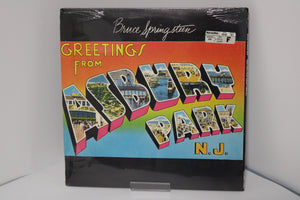 Bruce Springsteen
GREETINGS
FROM
ASBURY
PARK
N.J.